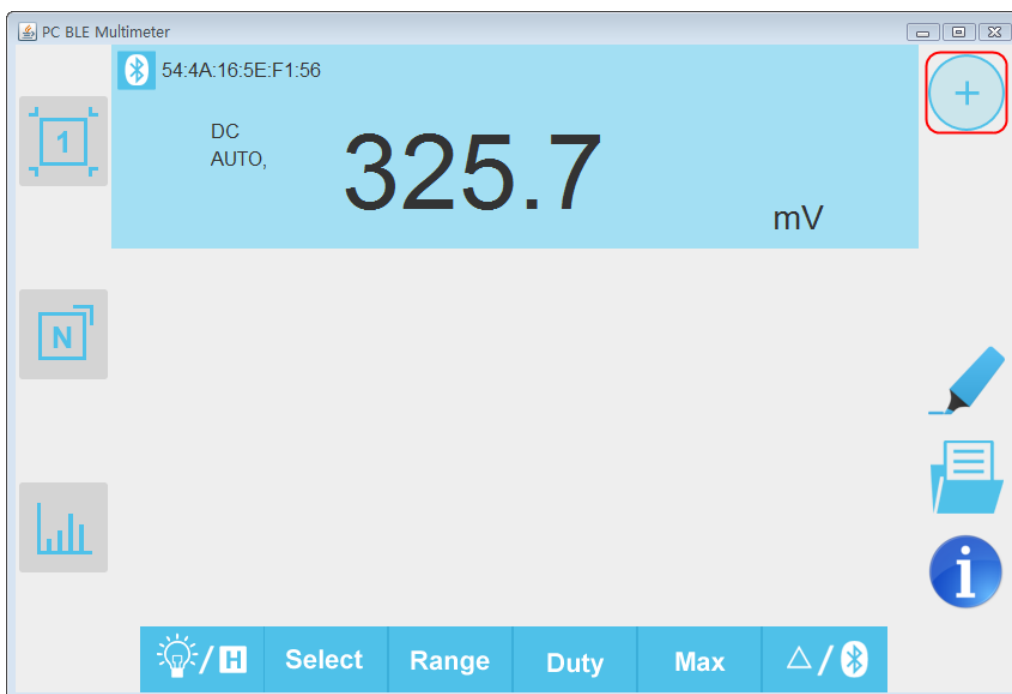 PC BLE Multimeter
54:4A:16:5E:F1:56
DC
AUTO,
325.7
mV
1
N
i
/ H
Select
Range
Duty
Max
△ /